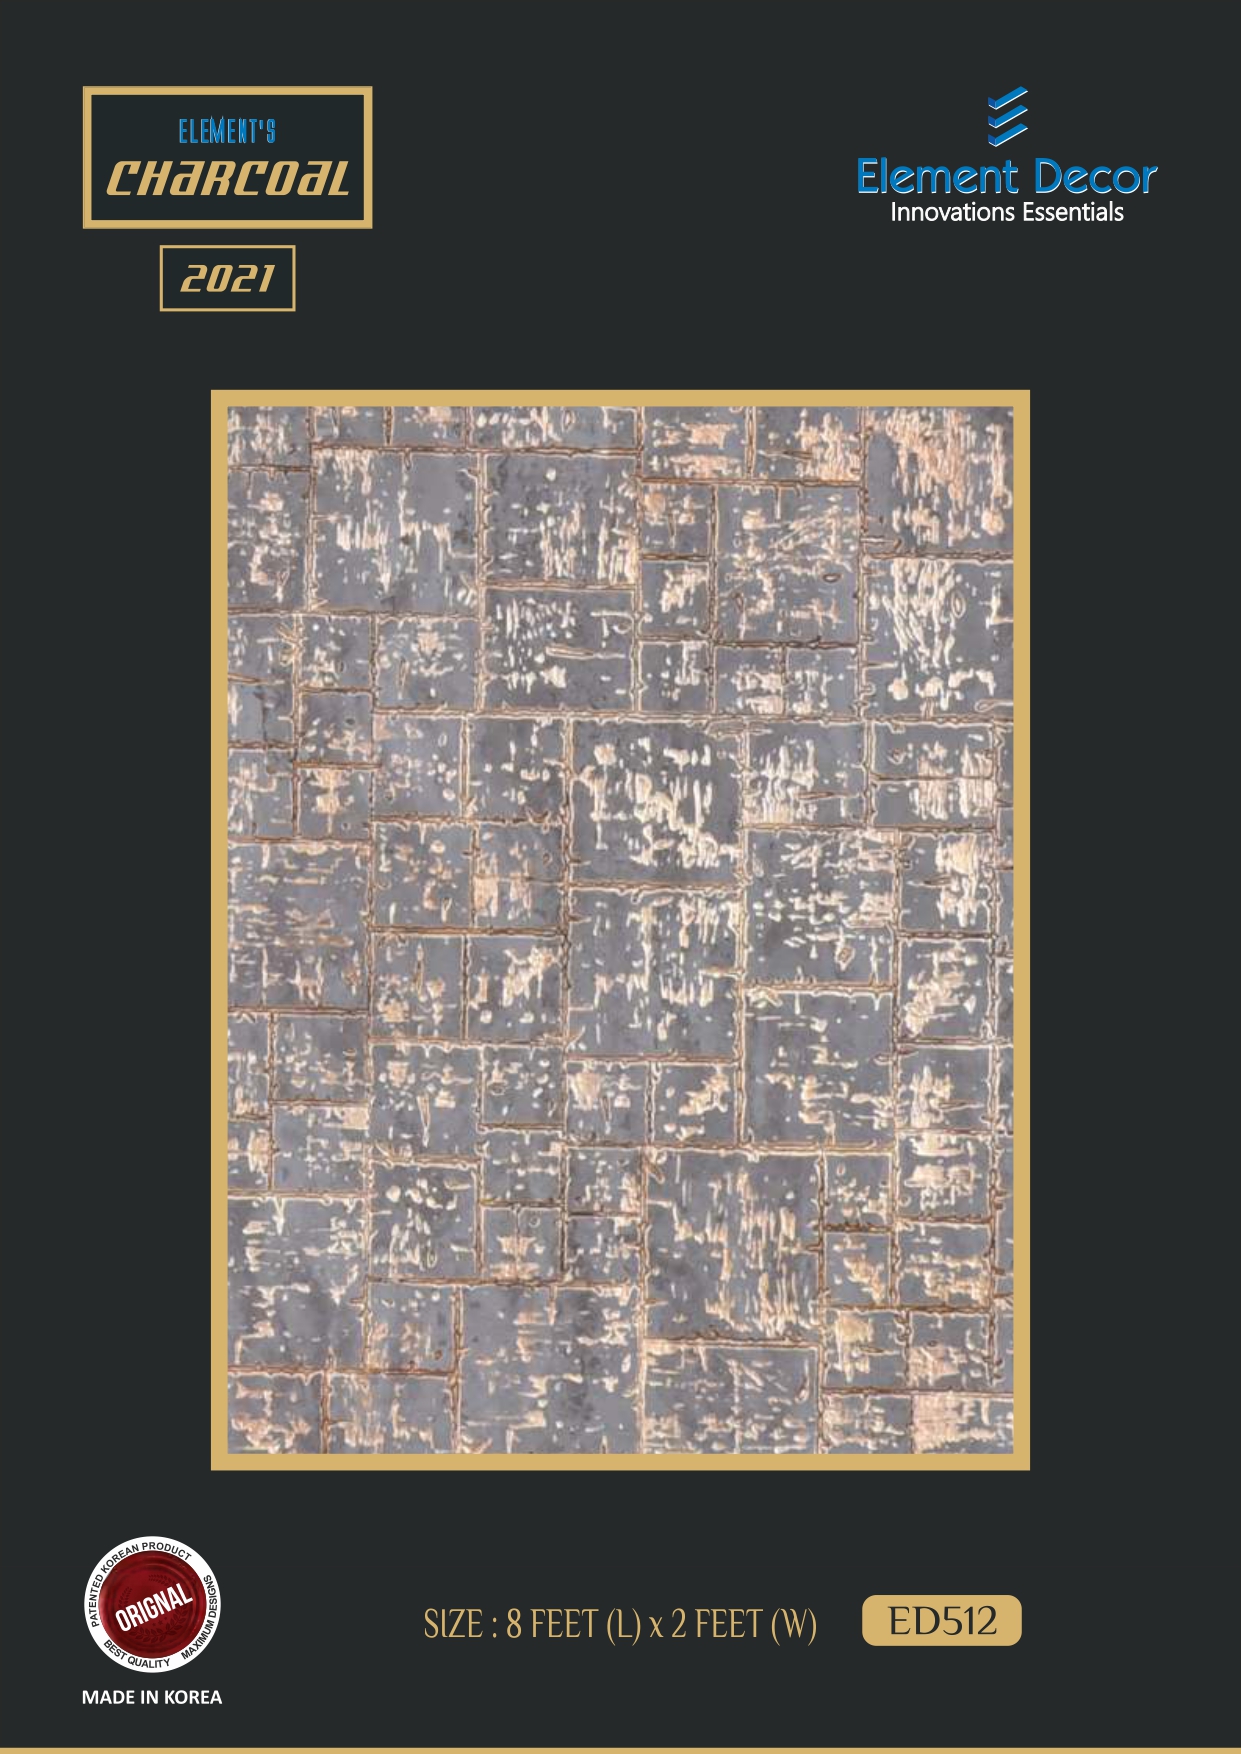 ELEMENT'S
CHARCOAL
2021
Element Decor
Innovations Essentials
PATENTED KOREAN PRODUCT
ORIGNAL
BEST QUALITY
MAXIMUM DESIGNS
MADE IN KOREA
SIZE : 8 FEET (L) x 2 FEET (W)
ED512